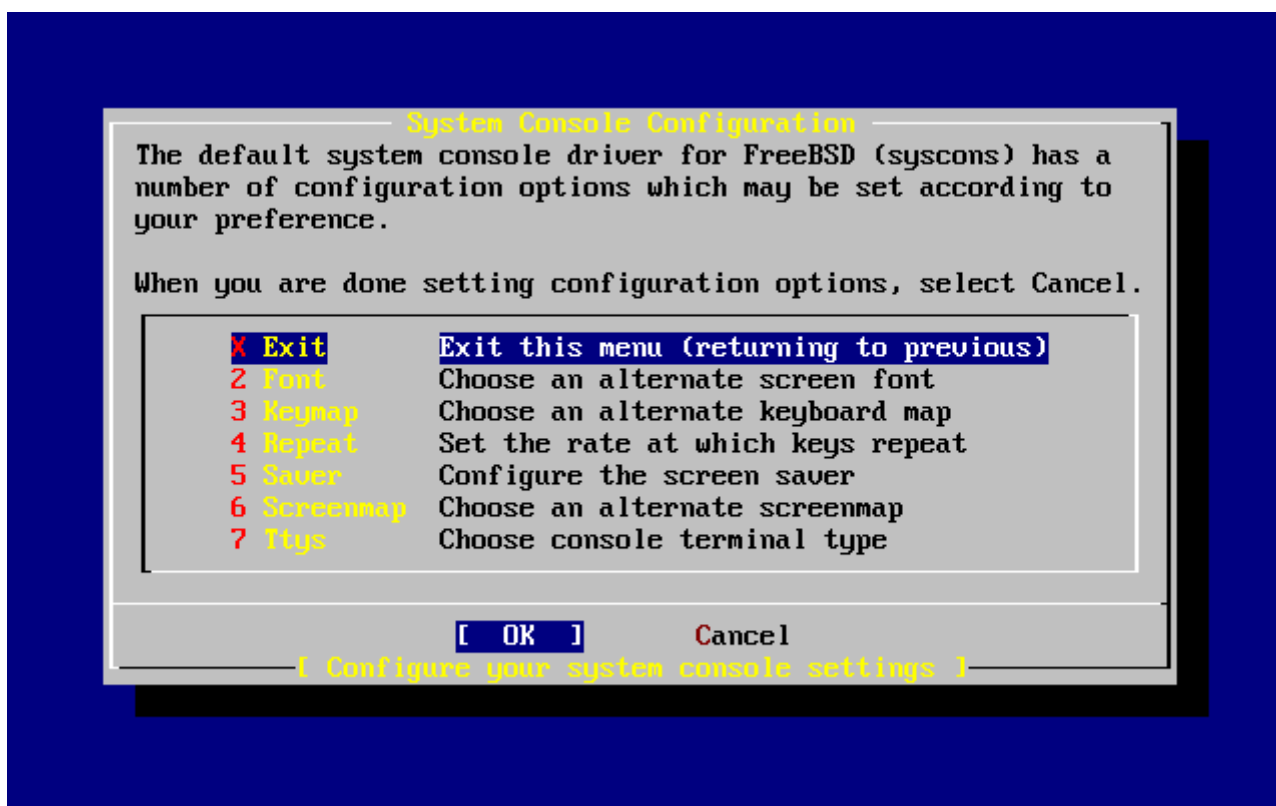 System Console Configuration
The default system console driver for FreeBSD (syscons) has a
number of configuration options which may be set according to
your preference.
When you are done setting configuration options, select Cancel.
X Exit Exit this menu (returning to previous)
2 Font Choose an alternate screen font
3 Keymap Choose an alternate keyboard map
4 Repeat Set the rate at which keys repeat
5 Saver Configure the screen saver
6 Screenmap Choose an alternate screenmap
7 Ttys Choose console terminal type
[ OK ] Cancel
[ Configure your system console settings ]